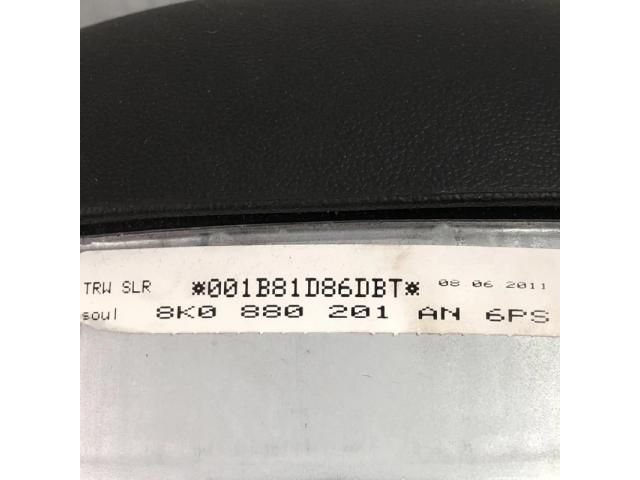 TRW SLR *001B81D86DBT* 08 06 2011
soul 8K0 880 201 AN 6PS